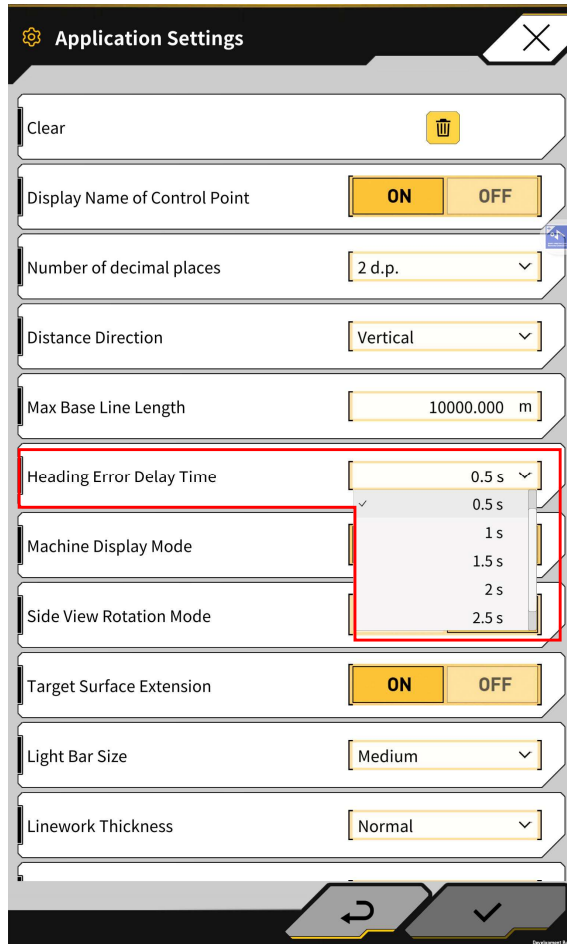 Application Settings
Clear
Display Name of Control Point ON OFF
Number of decimal places 2 d.p.
Distance Direction Vertical
Max Base Line Length 10000.000 m
Heading Error Delay Time 0.5 s
0.5 s
1 s
Machine Display Mode
1.5 s
2 s
Side View Rotation Mode
2.5 s
Target Surface Extension ON OFF
Light Bar Size Medium
Linework Thickness Normal